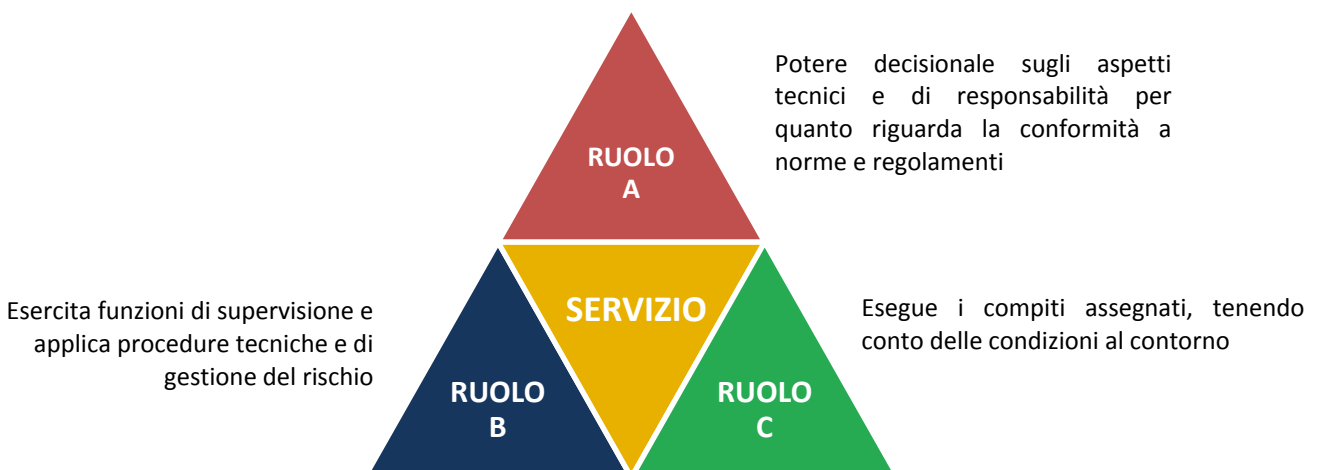 Potere decisionale sugli aspetti
tecnici e di responsabilità per
quanto riguarda la conformità a
norme e regolamenti
RUOLO
A
Esercita funzioni di supervisione e
applica procedure tecniche e di
gestione del rischio
SERVIZIO
Esegue i compiti assegnati, tenendo
conto delle condizioni al contorno
RUOLO
B
RUOLO
C